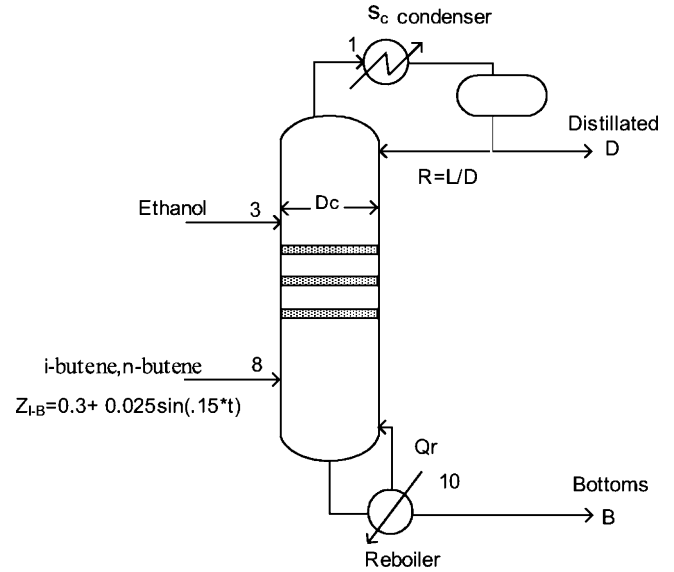 Sc condenser
1
Distillated
D
R=L/D
Ethanol 3
Dc
i-butene,n-butene 8
ZI-B=0.3+ 0.025sin(.15*t)
Qr
10
Bottoms
B
Reboiler